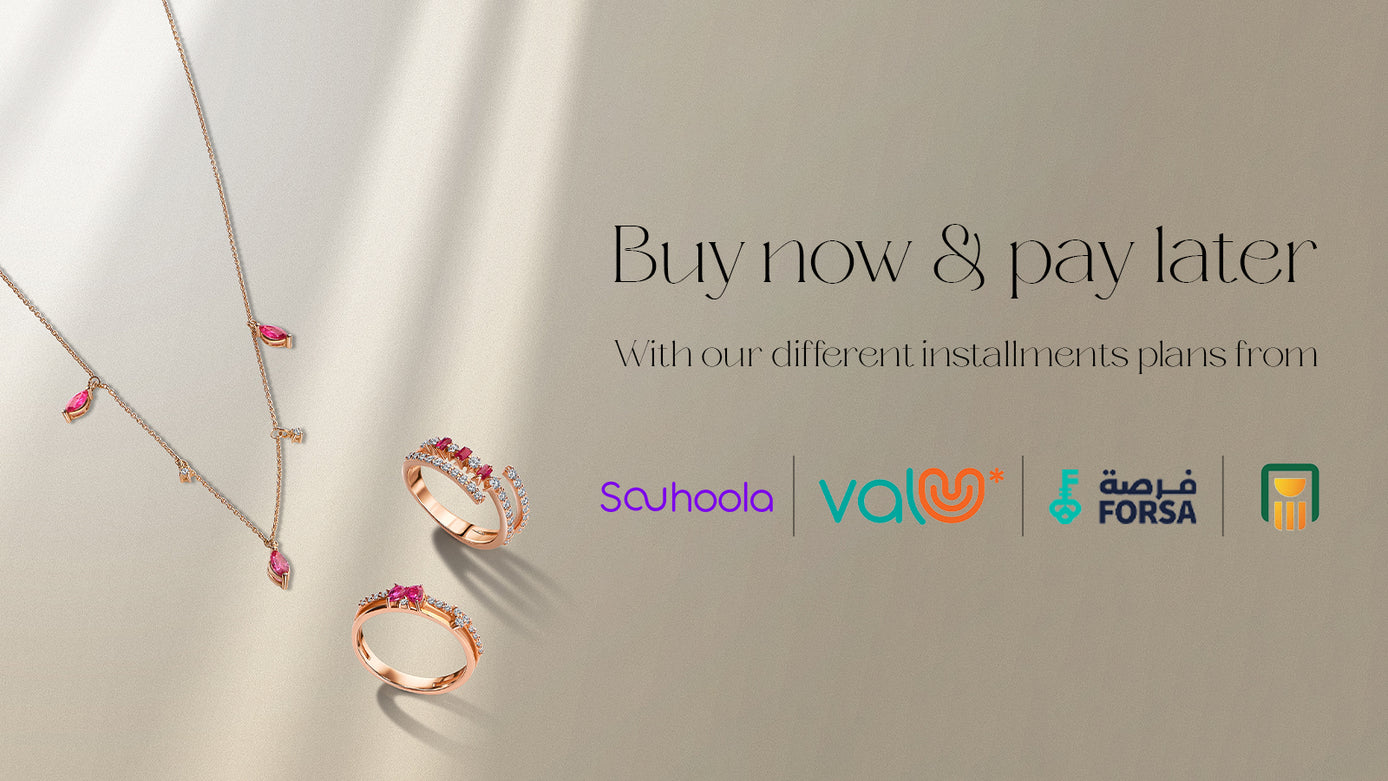 Buy now & pay later
With our different installments plans from
Souhoola
valU*
فرصة
FORSA